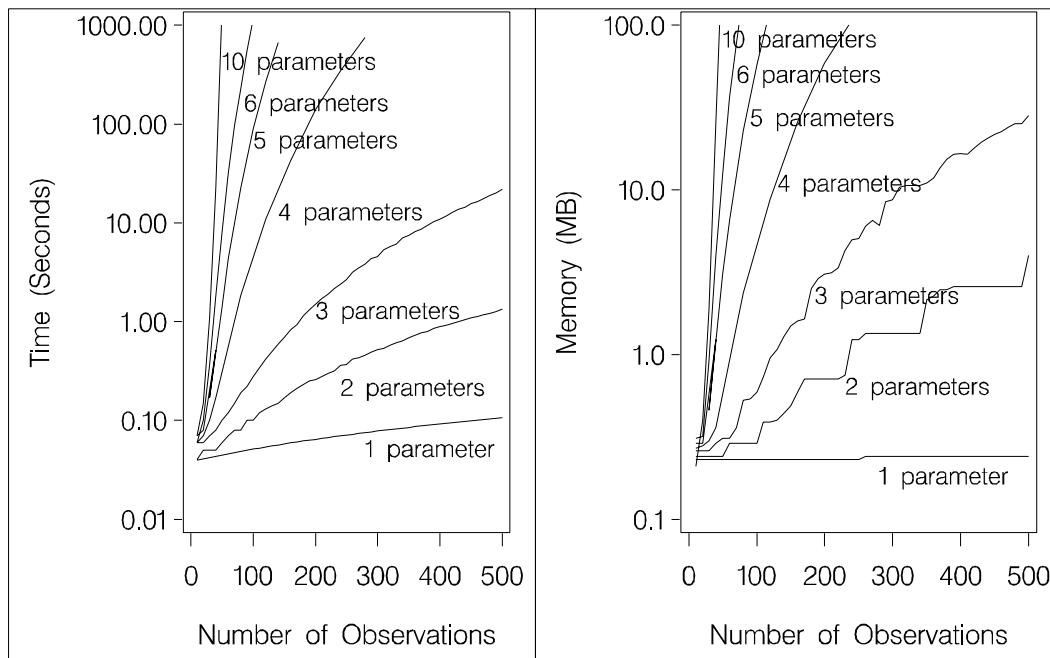 1000.00
100.00
10.00
1.00
0.10
0.01
Time (Seconds)
10 parameters
6 parameters
5 parameters
4 parameters
3 parameters
2 parameters
1 parameter
0 100 200 300 400 500
Number of Observations
100.0
10.0
1.0
0.1
Memory (MB)
10 parameters
6 parameters
5 parameters
4 parameters
3 parameters
2 parameters
1 parameter
0 100 200 300 400 500
Number of Observations